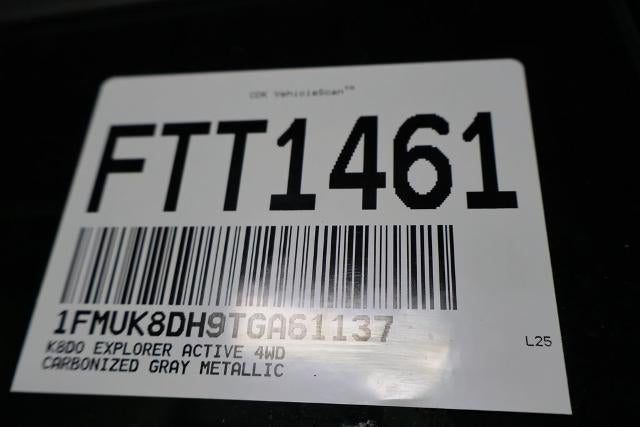 CDK VehicleScan™
FTT1461
1FMUK8DH9TGA61137
K8D0 EXPLORER ACTIVE 4WD
CARBONIZED GRAY METALLIC
L25